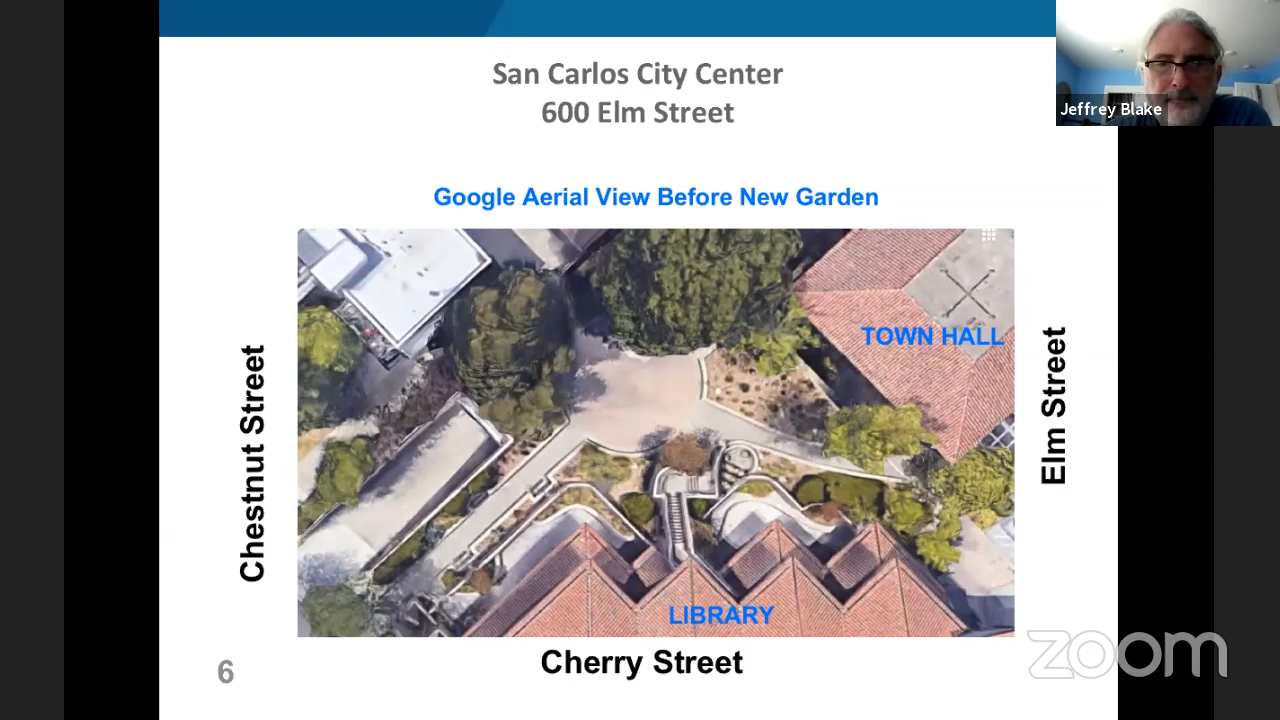 San Carlos City Center
600 Elm Street
Jeffrey Blake
Google Aerial View Before New Garden
TOWN HALL
Chestnut Street
Elm Street
LIBRARY
Cherry Street
6
zoom